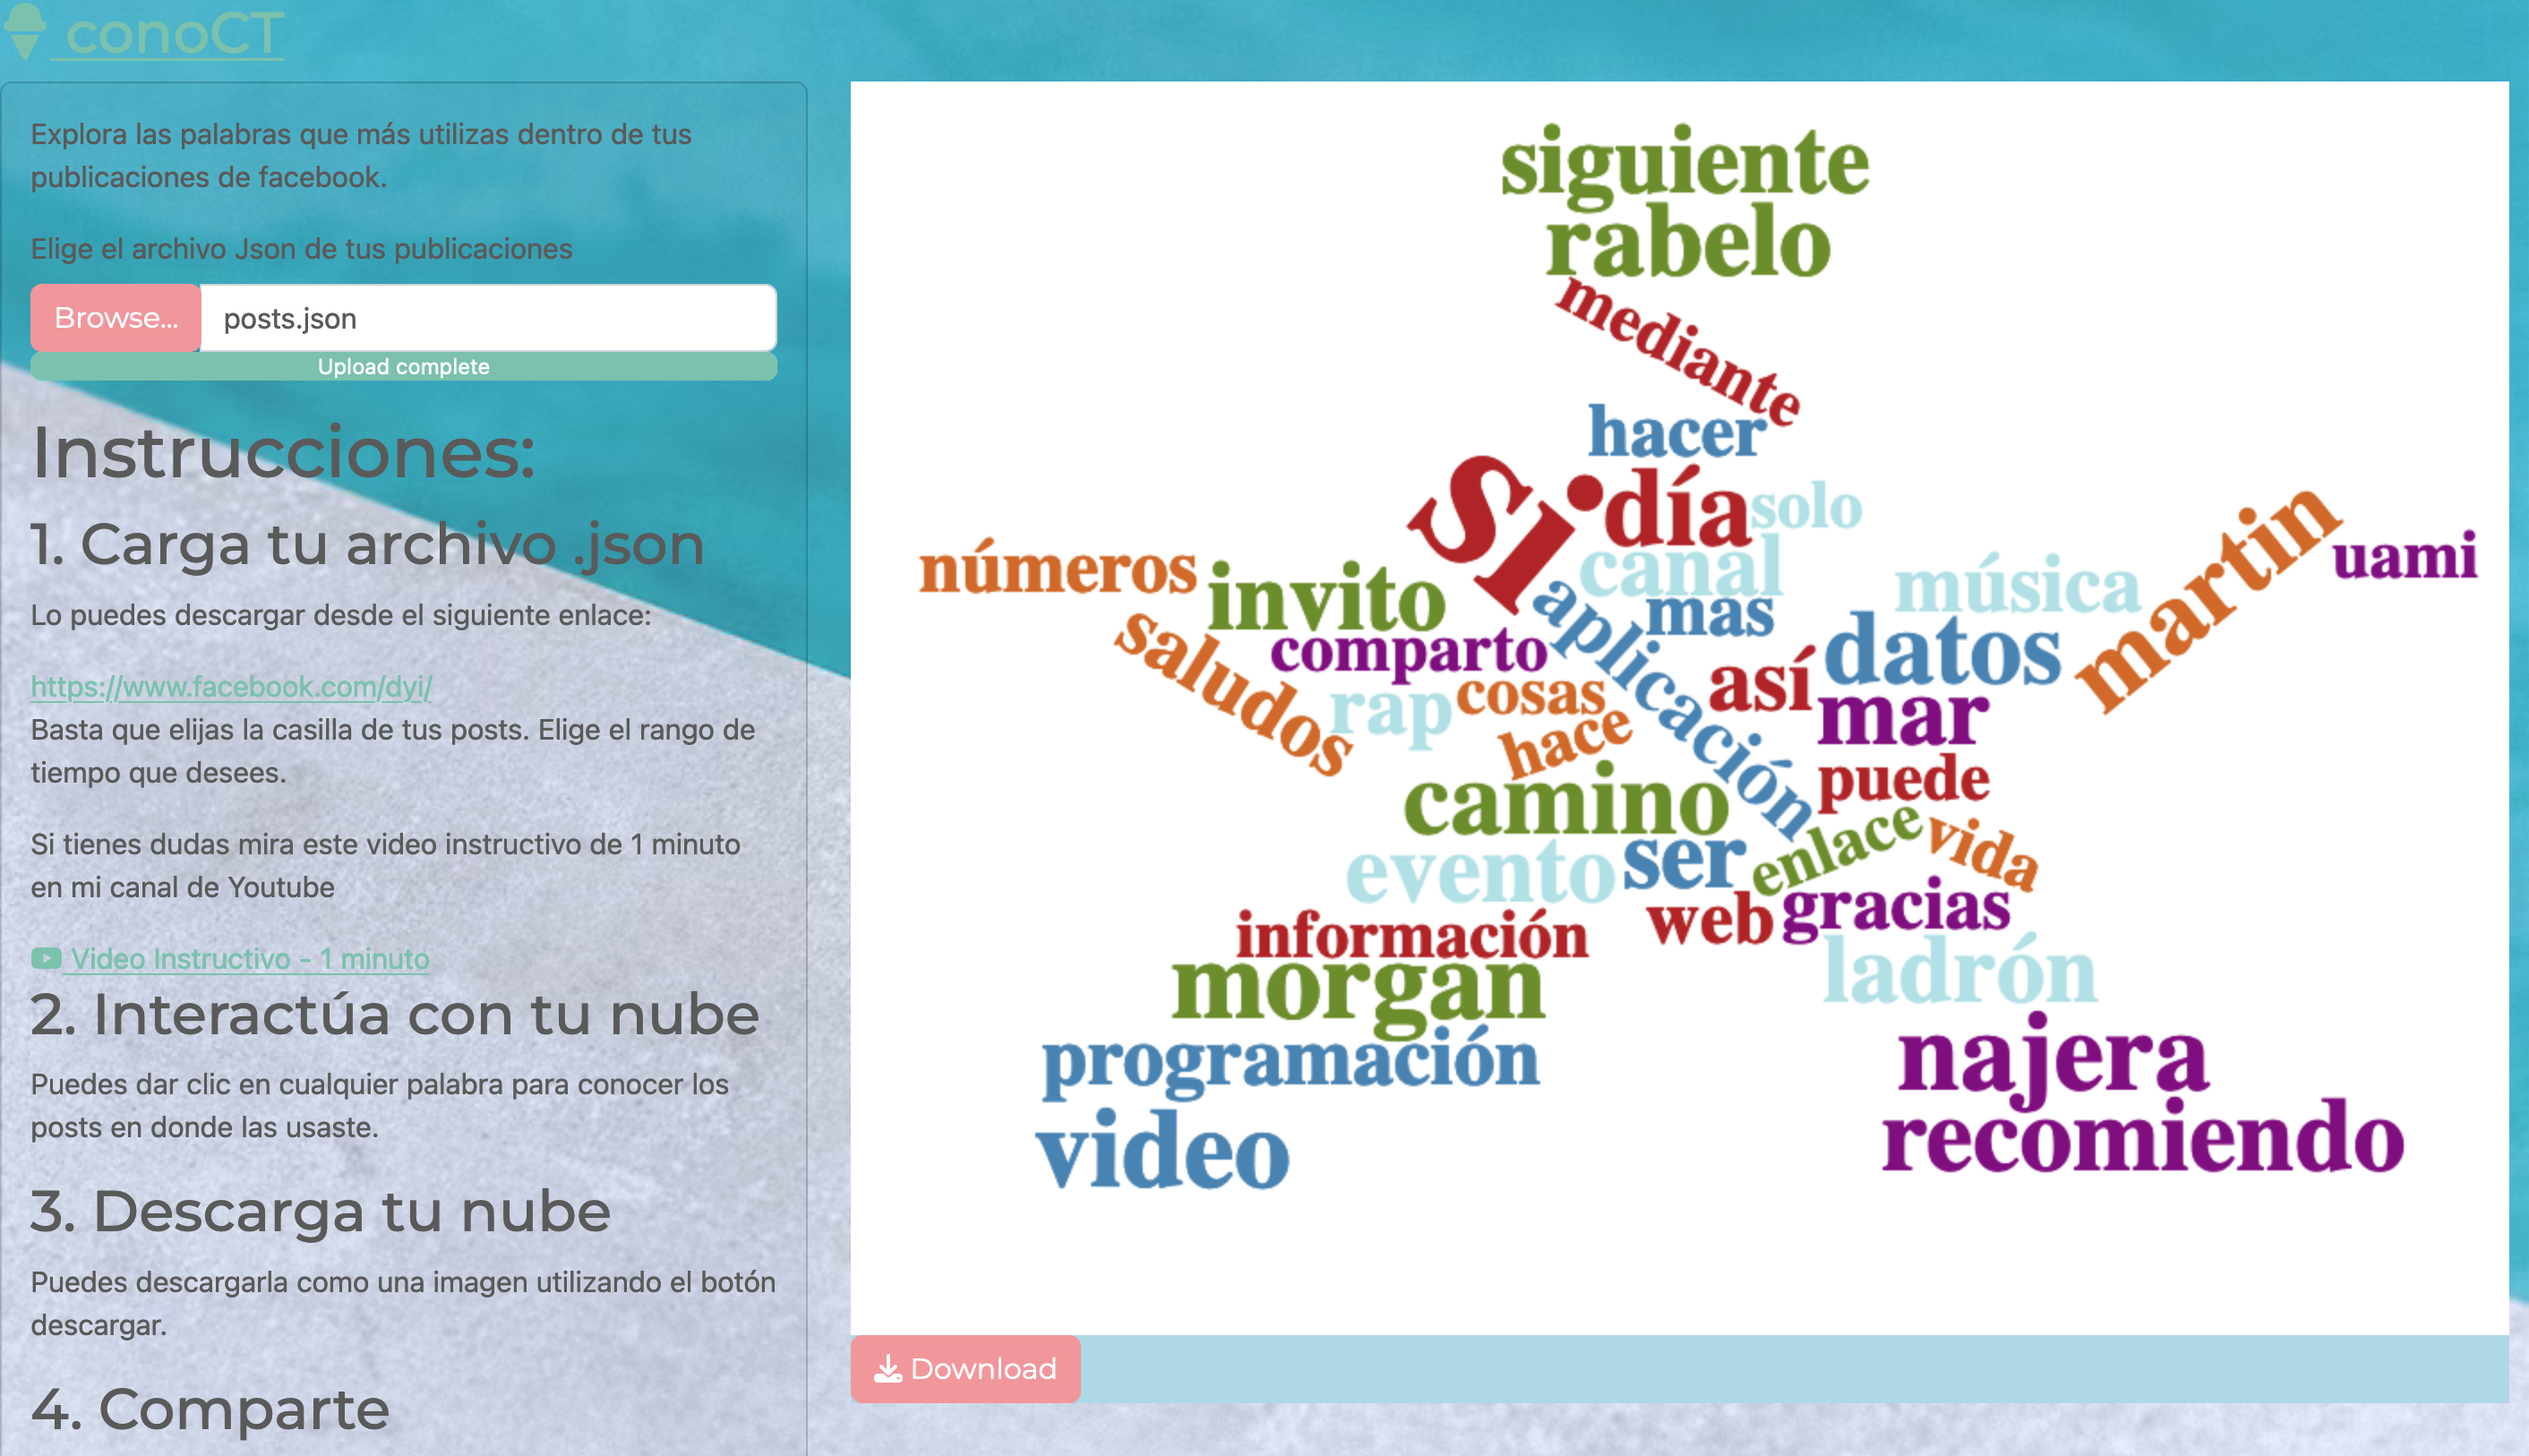 conoCT
Explora las palabras que más utilizas dentro de tus
publicaciones de facebook.
Elige el archivo Json de tus publicaciones
Browse... posts.json
Upload complete
Instrucciones:
1. Carga tu archivo .json
Lo puedes descargar desde el siguiente enlace:
https://www.facebook.com/dyi/
Basta que elijas la casilla de tus posts. Elige el rango de
tiempo que desees.
Si tienes dudas mira este video instructivo de 1 minuto
en mi canal de Youtube
Video Instructivo - 1 minuto
2. Interactúa con tu nube
Puedes dar clic en cualquier palabra para conocer los
posts en donde las usaste.
3. Descarga tu nube
Puedes descargarla como una imagen utilizando el botón
descargar.
4. Comparte
siguiente
rabelo
mediante
hacer
si
día
solo
canal
números
invito
mas
música
martin
uami
saludos
comparto
aplicación
así
datos
rap
cosas
hace
mar
puede
camino
enlace
vida
evento
ser
web
gracias
información
ladrón
morgan
programación
najera
video
recomiendo
Download